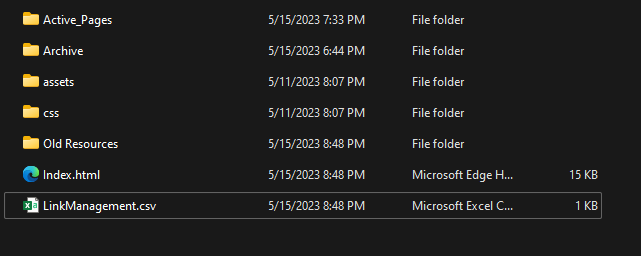 Active_Pages 5/15/2023 7:33 PM File folder
Archive 5/15/2023 6:44 PM File folder
assets 5/11/2023 8:07 PM File folder
css 5/11/2023 8:07 PM File folder
Old Resources 5/15/2023 8:48 PM File folder
Index.html 5/15/2023 8:48 PM Microsoft Edge H... 15 KB
LinkManagement.csv 5/15/2023 8:48 PM Microsoft Excel C... 1 KB